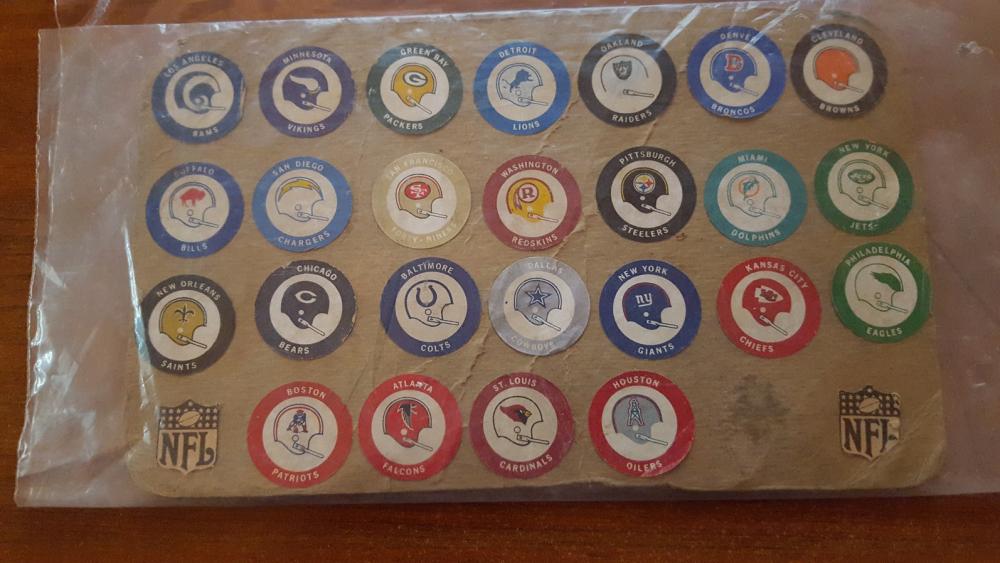 LOS ANGELES
RAMS
MINNESOTA
VIKINGS
GREEN BAY
G
PACKERS
DETROIT
LIONS
OAKLAND
RAIDERS
DENVER
D
BRONCOS
CLEVELAND
BROWNS
BUFFALO
BILLS
SAN DIEGO
CHARGERS
SAN FRANCISCO
SF
FORTY-NINERS
WASHINGTON
R
REDSKINS
PITTSBURGH
STEELERS
MIAMI
DOLPHINS
NEW YORK
JETS
NEW ORLEANS
SAINTS
CHICAGO
C
BEARS
BALTIMORE
COLTS
DALLAS
COWBOYS
NEW YORK
ny
GIANTS
KANSAS CITY
KC
CHIEFS
PHILADELPHIA
EAGLES
NFL
BOSTON
PATRIOTS
ATLANTA
FALCONS
ST. LOUIS
CARDINALS
HOUSTON
OILERS
NFL